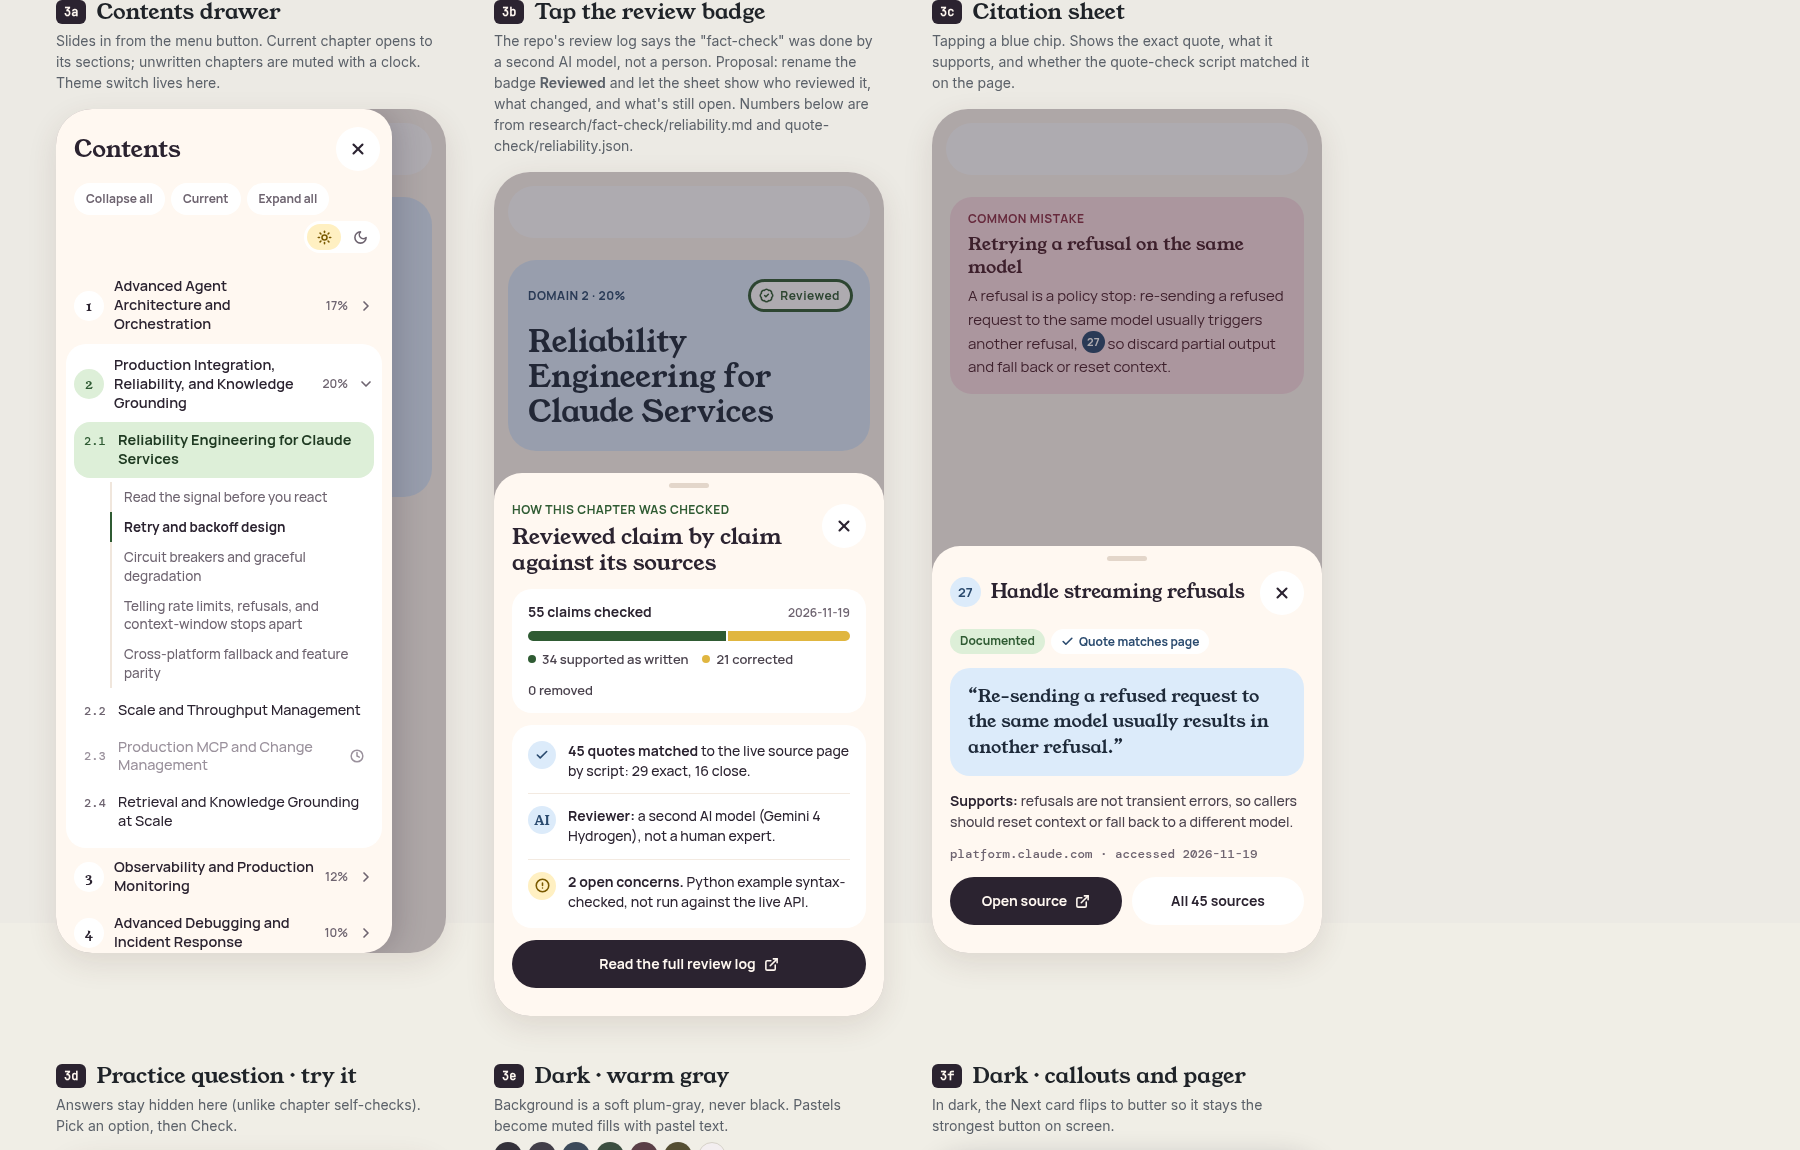 3a Contents drawer
Slides in from the menu button. Current chapter opens to
its sections; unwritten chapters are muted with a clock.
Theme switch lives here.
Contents
Collapse all
Current
Expand all
1
Advanced Agent
Architecture and
Orchestration
17%
2
Production Integration,
Reliability, and Knowledge
Grounding
20%
2.1
Reliability Engineering for Claude
Services
Read the signal before you react
Retry and backoff design
Circuit breakers and graceful
degradation
Telling rate limits, refusals, and
context-window stops apart
Cross-platform fallback and feature
parity
2.2 Scale and Throughput Management
2.3
Production MCP and Change
Management
2.4
Retrieval and Knowledge Grounding
at Scale
3
Observability and Production
Monitoring
12%
4
Advanced Debugging and
Incident Response
10%
3b Tap the review badge
The repo's review log says the "fact-check" was done by
a second AI model, not a person. Proposal: rename the
badge Reviewed and let the sheet show who reviewed it,
what changed, and what's still open. Numbers below are
from research/fact-check/reliability.md and quote-
check/reliability.json.
DOMAIN 2 · 20%
Reviewed
Reliability
Engineering for
Claude Services
HOW THIS CHAPTER WAS CHECKED
Reviewed claim by claim
against its sources
55 claims checked
2026-11-19
34 supported as written
21 corrected
0 removed
45 quotes matched to the live source page
by script: 29 exact, 16 close.
AI
Reviewer: a second AI model (Gemini 4
Hydrogen), not a human expert.
2 open concerns. Python example syntax-
checked, not run against the live API.
Read the full review log
3c Citation sheet
Tapping a blue chip. Shows the exact quote, what it
supports, and whether the quote-check script matched it
on the page.
COMMON MISTAKE
Retrying a refusal on the same
model
A refusal is a policy stop: re-sending a refused
request to the same model usually triggers
another refusal, 27 so discard partial output
and fall back or reset context.
27 Handle streaming refusals
Documented
Quote matches page
“Re-sending a refused request to
the same model usually results in
another refusal.”
Supports: refusals are not transient errors, so callers
should reset context or fall back to a different model.
platform.claude.com · accessed 2026-11-19
Open source
All 45 sources
3d Practice question · try it
Answers stay hidden here (unlike chapter self-checks).
Pick an option, then Check.
3e Dark · warm gray
Background is a soft plum-gray, never black. Pastels
become muted fills with pastel text.
3f Dark · callouts and pager
In dark, the Next card flips to butter so it stays the
strongest button on screen.